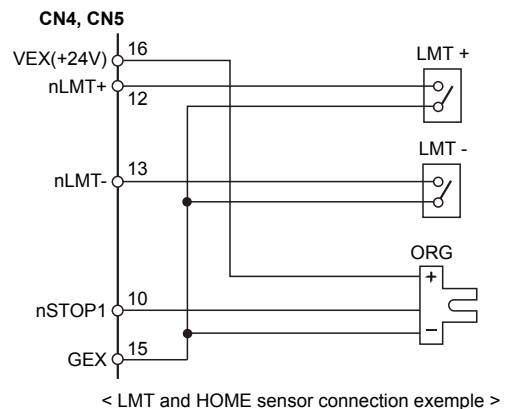 CN4, CN5
VEX(+24V) 16
nLMT+ 12
LMT +
nLMT- 13
LMT -
ORG
+
nSTOP1 10
−
GEX 15
< LMT and HOME sensor connection exemple >